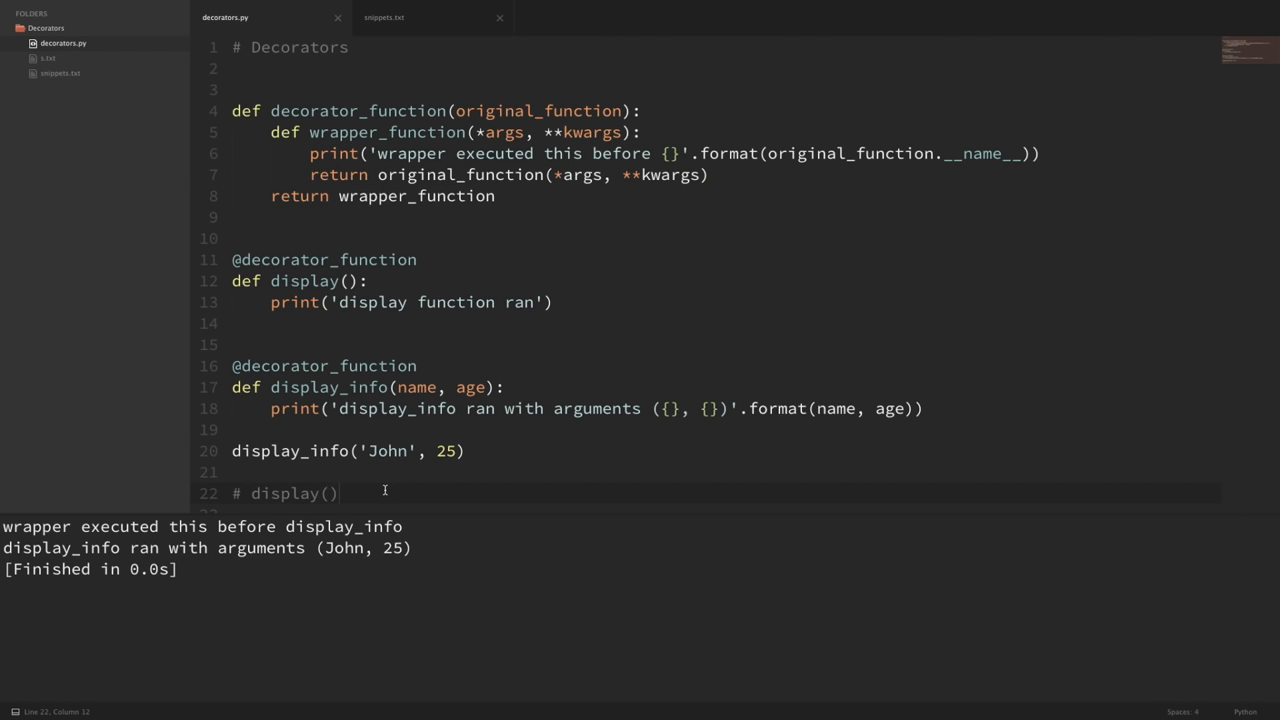 FOLDERS
Decorators
decorators.py
s.txt
snippets.txt
decorators.py
snippets.txt
1 # Decorators
2
3
4 def decorator_function(original_function):
5     def wrapper_function(*args, **kwargs):
6         print('wrapper executed this before {}'.format(original_function.__name__))
7         return original_function(*args, **kwargs)
8     return wrapper_function
9
10
11 @decorator_function
12 def display():
13     print('display function ran')
14
15
16 @decorator_function
17 def display_info(name, age):
18     print('display_info ran with arguments ({}, {})'.format(name, age))
19
20 display_info('John', 25)
21
22 # display()
wrapper executed this before display_info
display_info ran with arguments (John, 25)
[Finished in 0.0s]
Line 22, Column 12
Spaces: 4
Python